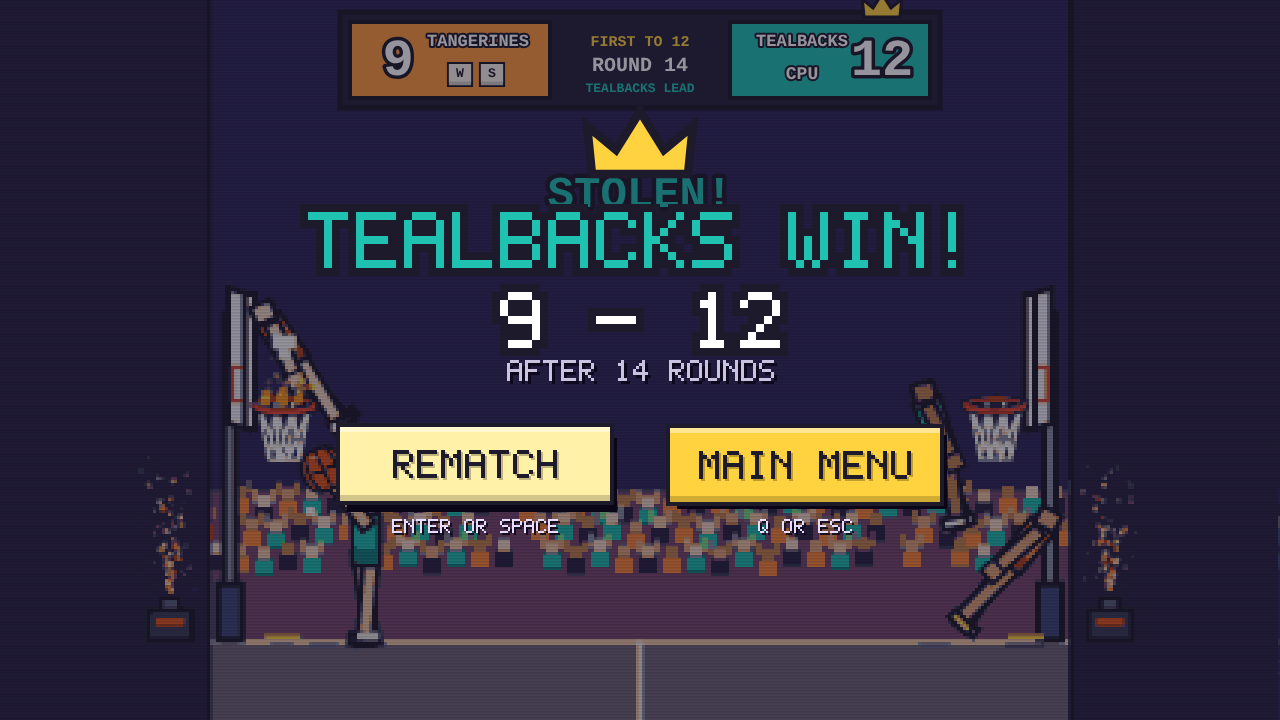 9 TANGERINES
W S
FIRST TO 12
ROUND 14
TEALBACKS LEAD
TEALBACKS 12
CPU
STOLEN!
TEALBACKS WIN!
9 - 12
AFTER 14 ROUNDS
REMATCH
MAIN MENU
ENTER OR SPACE
Q OR ESC